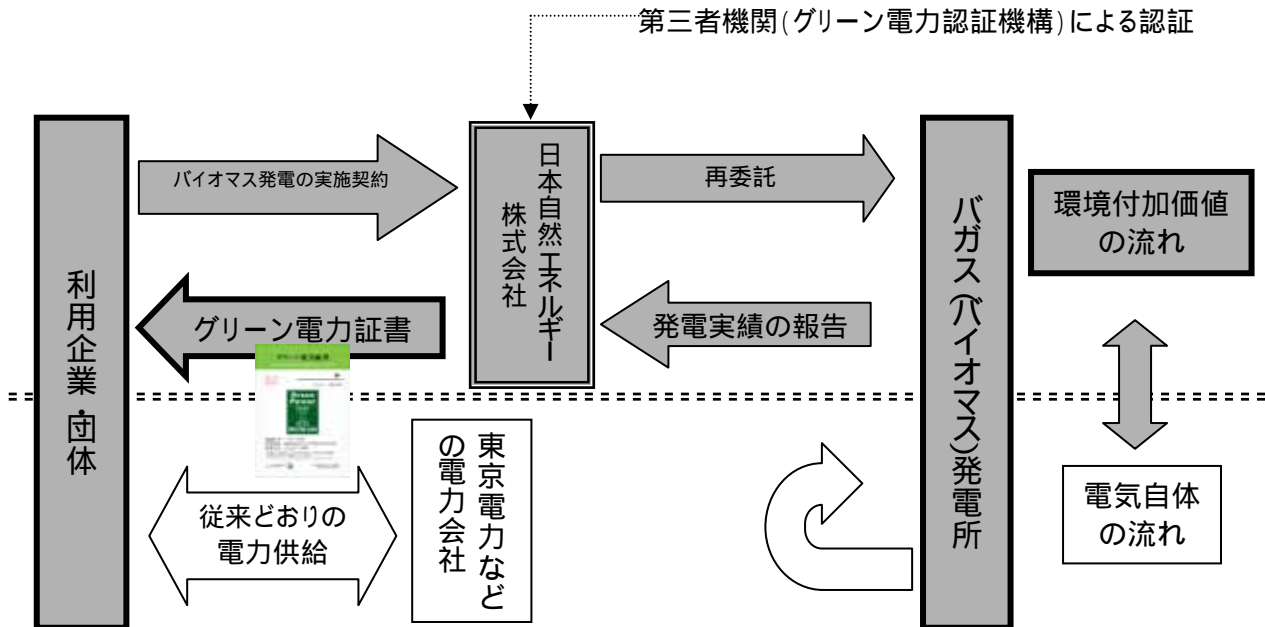 第三者機関(グリーン電力認証機構)による認証
バイオマス発電の実施契約
日本自然エネルギー
株式会社
再委託
環境付加価値
の流れ
利用企業・団体
グリーン電力証書
発電実績の報告
バガス(バイオマス)発電所
Green
Power
東京電力など
の電力会社
従来どおりの
電力供給
電気自体
の流れ